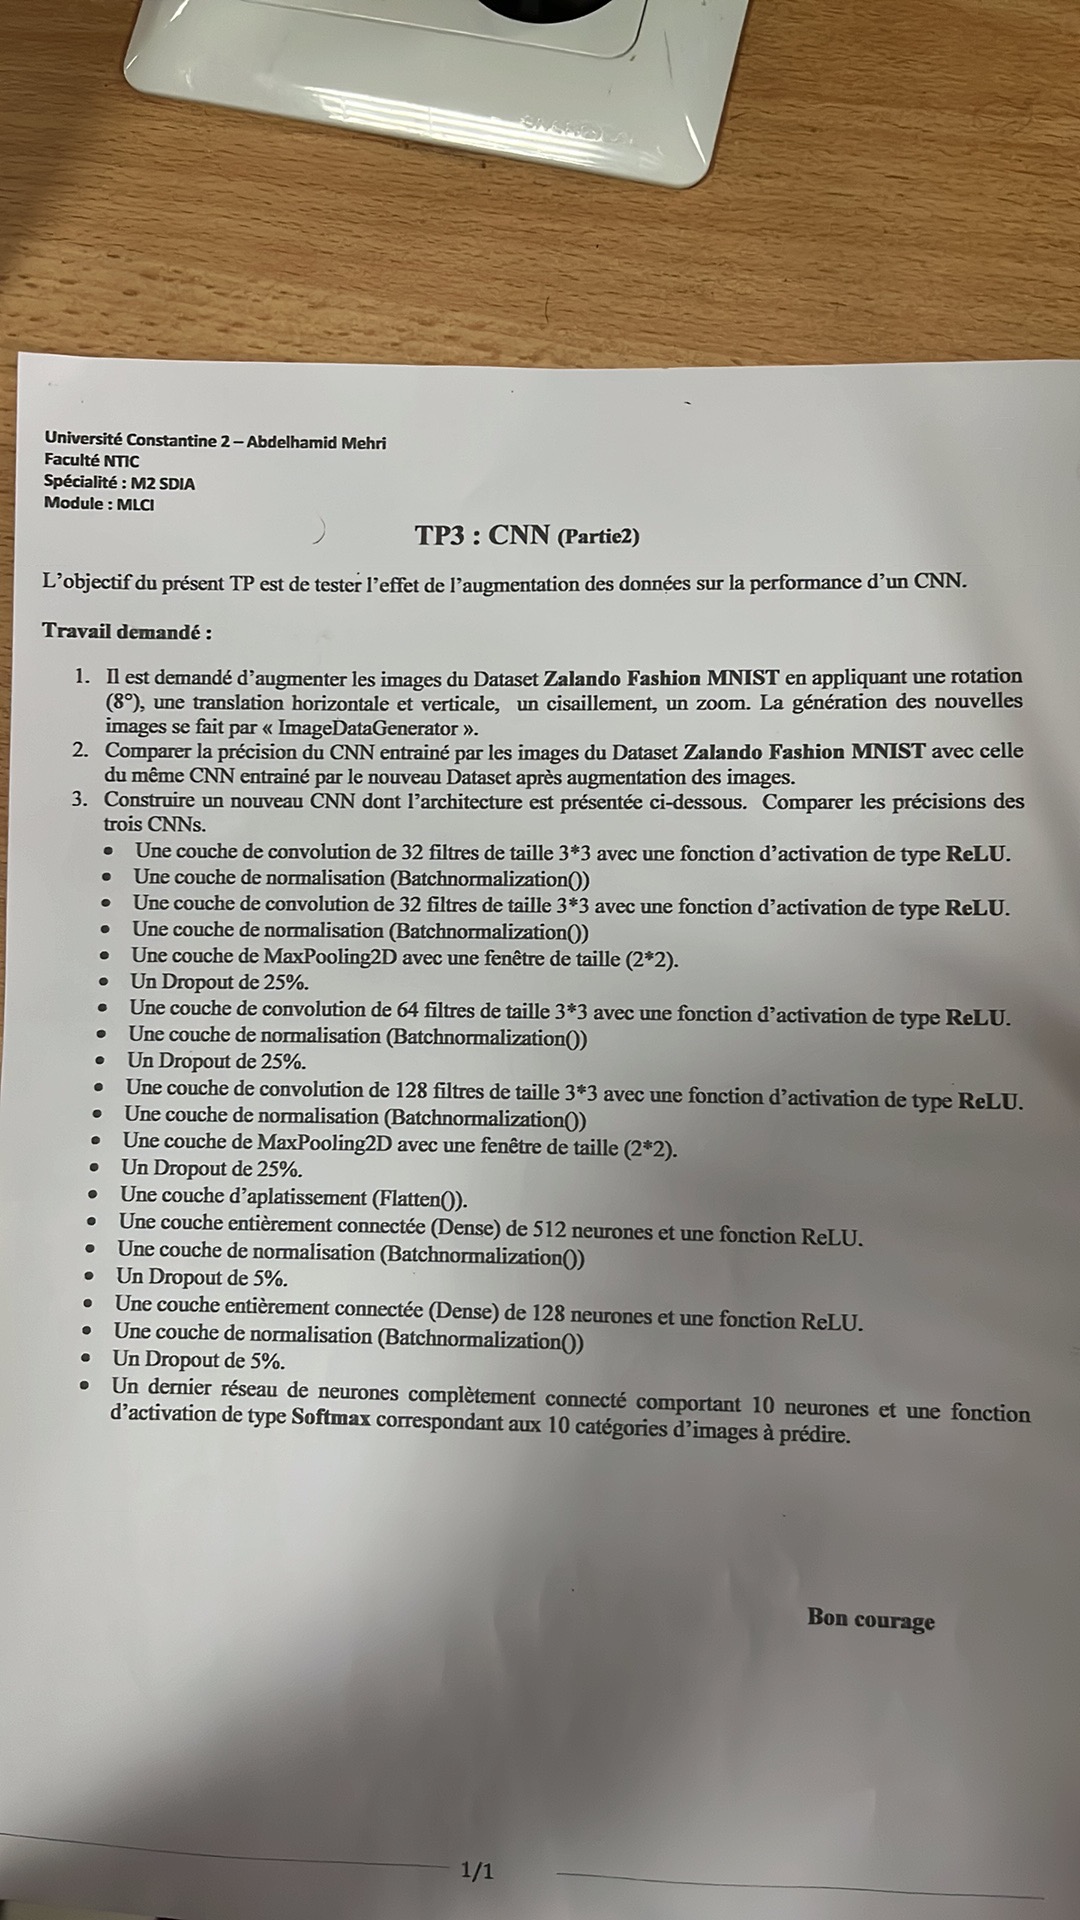 Université Constantine 2 – Abdelhamid Mehri
Faculté NTIC
Spécialité : M2 SDIA
Module : MLCI
TP3 : CNN (Partie2)
L'objectif du présent TP est de tester l'effet de l'augmentation des données sur la performance d'un CNN.
Travail demandé :
1. Il est demandé d'augmenter les images du Dataset Zalando Fashion MNIST en appliquant une rotation
(8°), une translation horizontale et verticale, un cisaillement, un zoom. La génération des nouvelles
images se fait par « ImageDataGenerator ».
2. Comparer la précision du CNN entrainé par les images du Dataset Zalando Fashion MNIST avec celle
du même CNN entrainé par le nouveau Dataset après augmentation des images.
3. Construire un nouveau CNN dont l'architecture est présentée ci-dessous. Comparer les précisions des
trois CNNs.
• Une couche de convolution de 32 filtres de taille 3*3 avec une fonction d'activation de type ReLU.
• Une couche de normalisation (Batchnormalization())
• Une couche de convolution de 32 filtres de taille 3*3 avec une fonction d'activation de type ReLU.
• Une couche de normalisation (Batchnormalization())
• Une couche de MaxPooling2D avec une fenêtre de taille (2*2).
• Un Dropout de 25%.
• Une couche de convolution de 64 filtres de taille 3*3 avec une fonction d'activation de type ReLU.
• Une couche de normalisation (Batchnormalization())
• Un Dropout de 25%.
• Une couche de convolution de 128 filtres de taille 3*3 avec une fonction d'activation de type ReLU.
• Une couche de normalisation (Batchnormalization())
• Une couche de MaxPooling2D avec une fenêtre de taille (2*2).
• Un Dropout de 25%.
• Une couche d'aplatissement (Flatten()).
• Une couche entièrement connectée (Dense) de 512 neurones et une fonction ReLU.
• Une couche de normalisation (Batchnormalization())
• Un Dropout de 5%.
• Une couche entièrement connectée (Dense) de 128 neurones et une fonction ReLU.
• Une couche de normalisation (Batchnormalization())
• Un Dropout de 5%.
• Un dernier réseau de neurones complètement connecté comportant 10 neurones et une fonction
d'activation de type Softmax correspondant aux 10 catégories d'images à prédire.
Bon courage
1/1